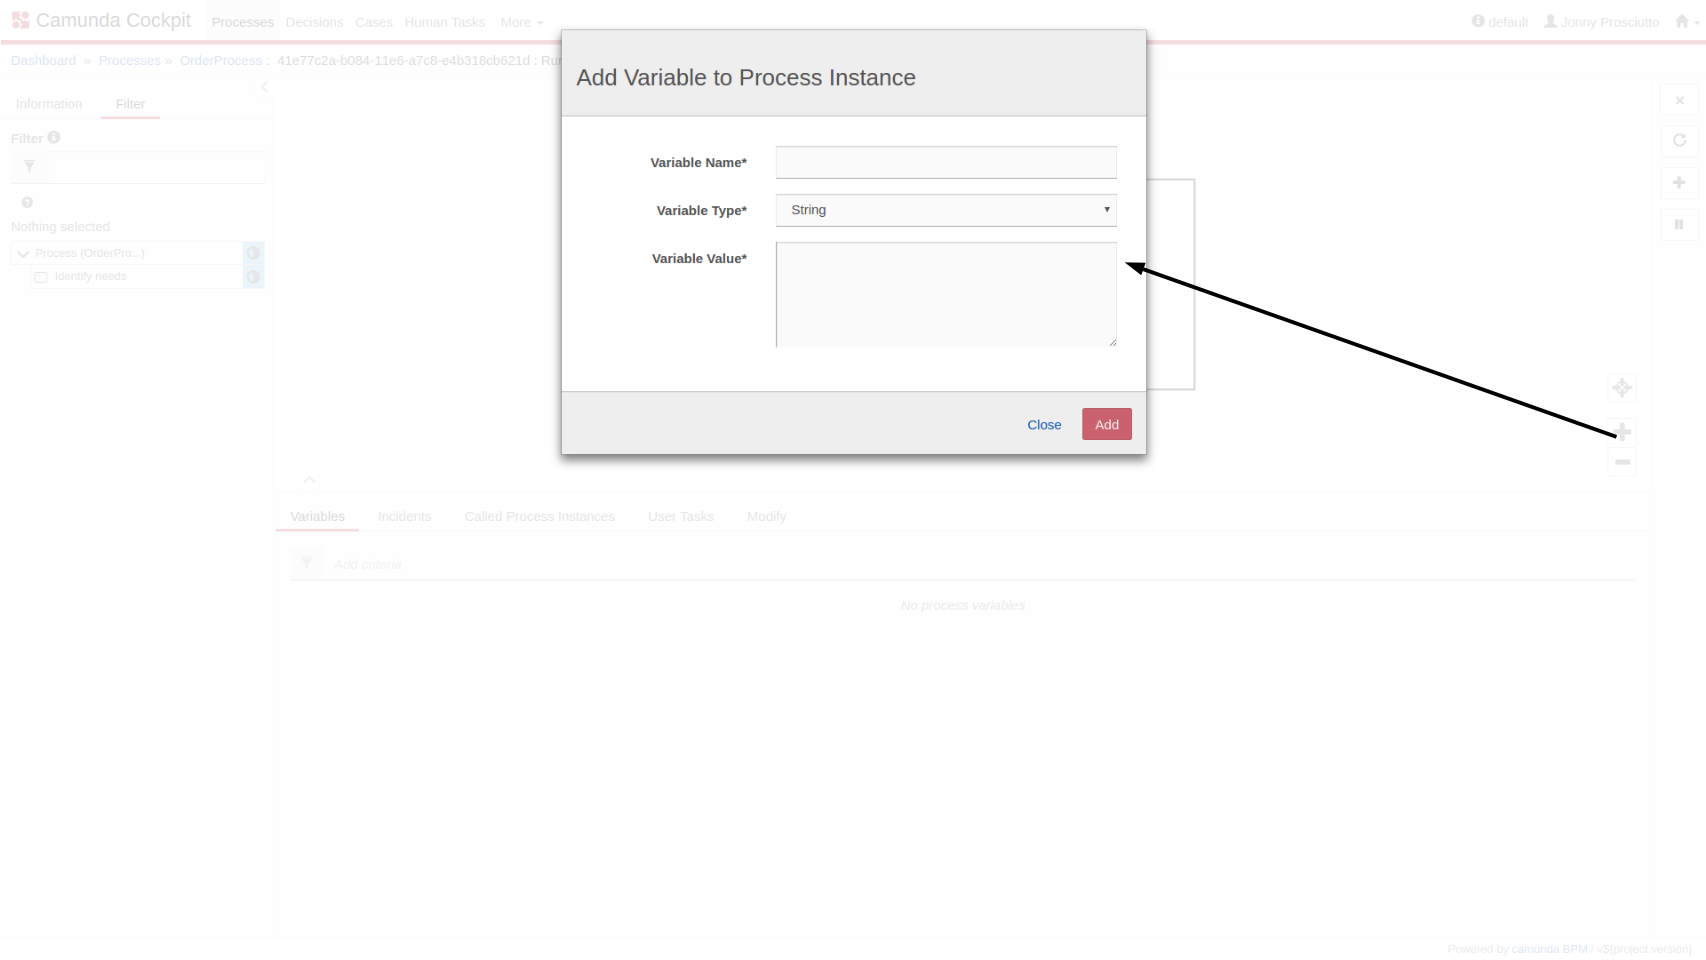 Camunda Cockpit Processes Decisions Cases Human Tasks More default Jonny Prosciutto
Dashboard » Processes » OrderProcess : 41e77c2a-b084-11e6-a7c8-e4b318cb621d : Ru
Add Variable to Process Instance
Information Filter
Filter
Nothing selected
Process (OrderPro...)
Identify needs
Variable Name*
Variable Type* String
Variable Value*
Close Add
Variables Incidents Called Process Instances User Tasks Modify
Add criteria
No process variables
Powered by camunda BPM / v${project.version}